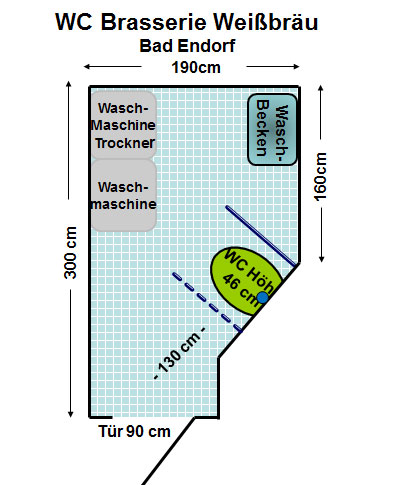 WC Brasserie Weißbräu
Bad Endorf
190cm
Wasch-
Maschine
Trockner
Wasch-
Becken
Wasch-
maschine
160cm
300 cm
WC Höh
46 cm
- 130 cm -
Tür 90 cm